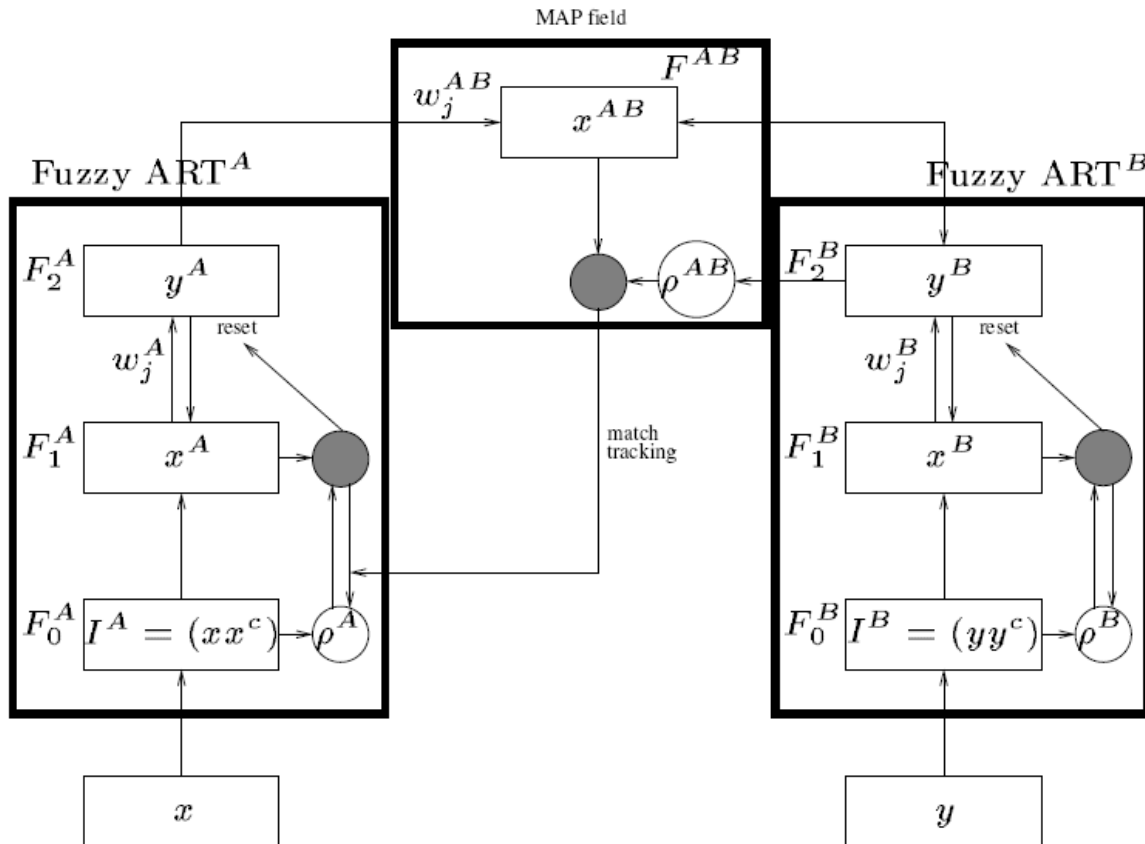 MAP field
F^{AB}
w_j^{AB}
x^{AB}
Fuzzy ART^A
Fuzzy ART^B
F_2^A
y^A
ρ^{AB}
F_2^B
y^B
reset
reset
w_j^A
w_j^B
match
tracking
F_1^A
x^A
F_1^B
x^B
F_0^A
I^A = (xx^c)
ρ^A
F_0^B
I^B = (yy^c)
ρ^B
x
y